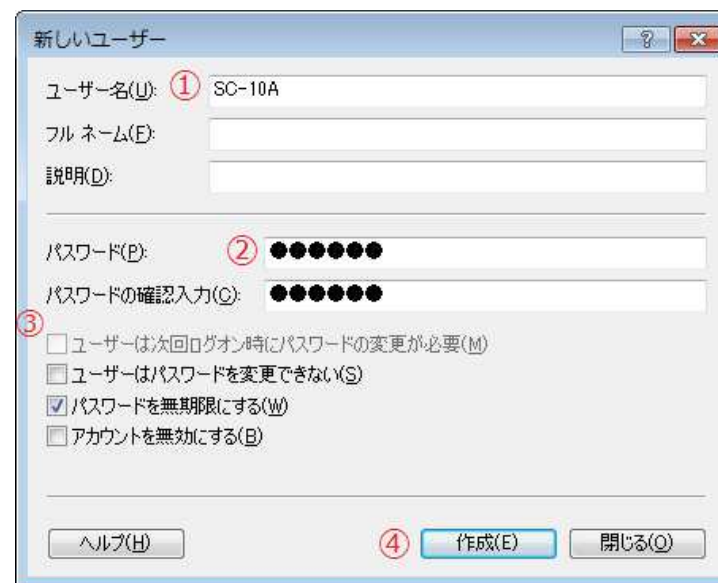 新しいユーザー
ユーザー名(U): ① SC-10A
フル ネーム(F):
説明(D):
パスワード(P): ② ●●●●●●
パスワードの確認入力(C): ●●●●●●
③
ユーザーは次回ログオン時にパスワードの変更が必要(M)
ユーザーはパスワードを変更できない(S)
パスワードを無期限にする(W)
アカウントを無効にする(B)
ヘルプ(H) ④ 作成(E) 閉じる(O)